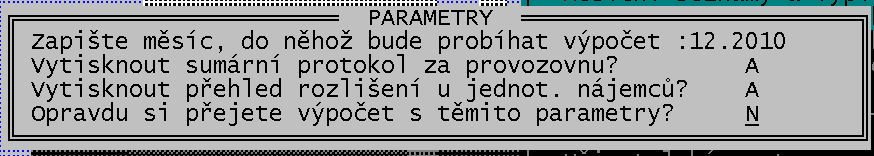 PARAMETRY
Zapište měsíc, do něhož bude probíhat výpočet :12.2010
Vytisknout sumární protokol za provozovnu? A
Vytisknout přehled rozlišení u jednot. nájemců? A
Opravdu si přejete výpočet s těmito parametry? N